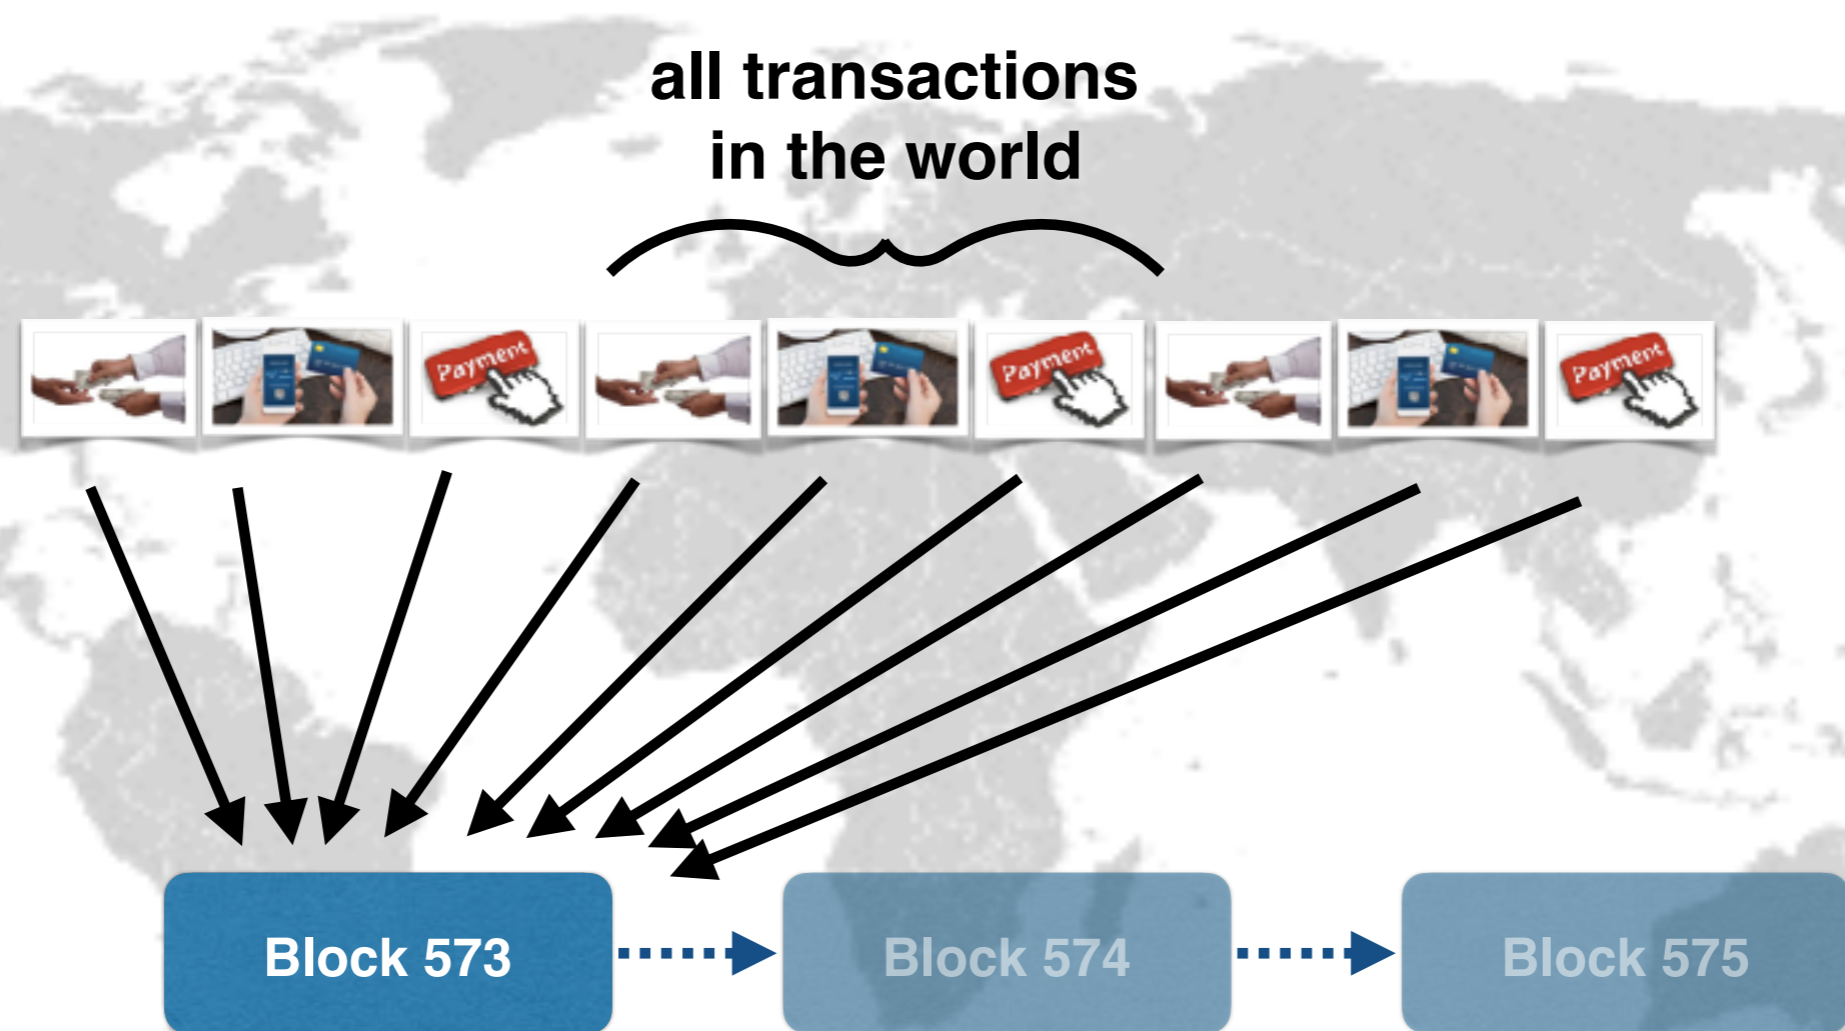 all transactions
in the world
Payment
Payment
Payment
Block 573
Block 574
Block 575